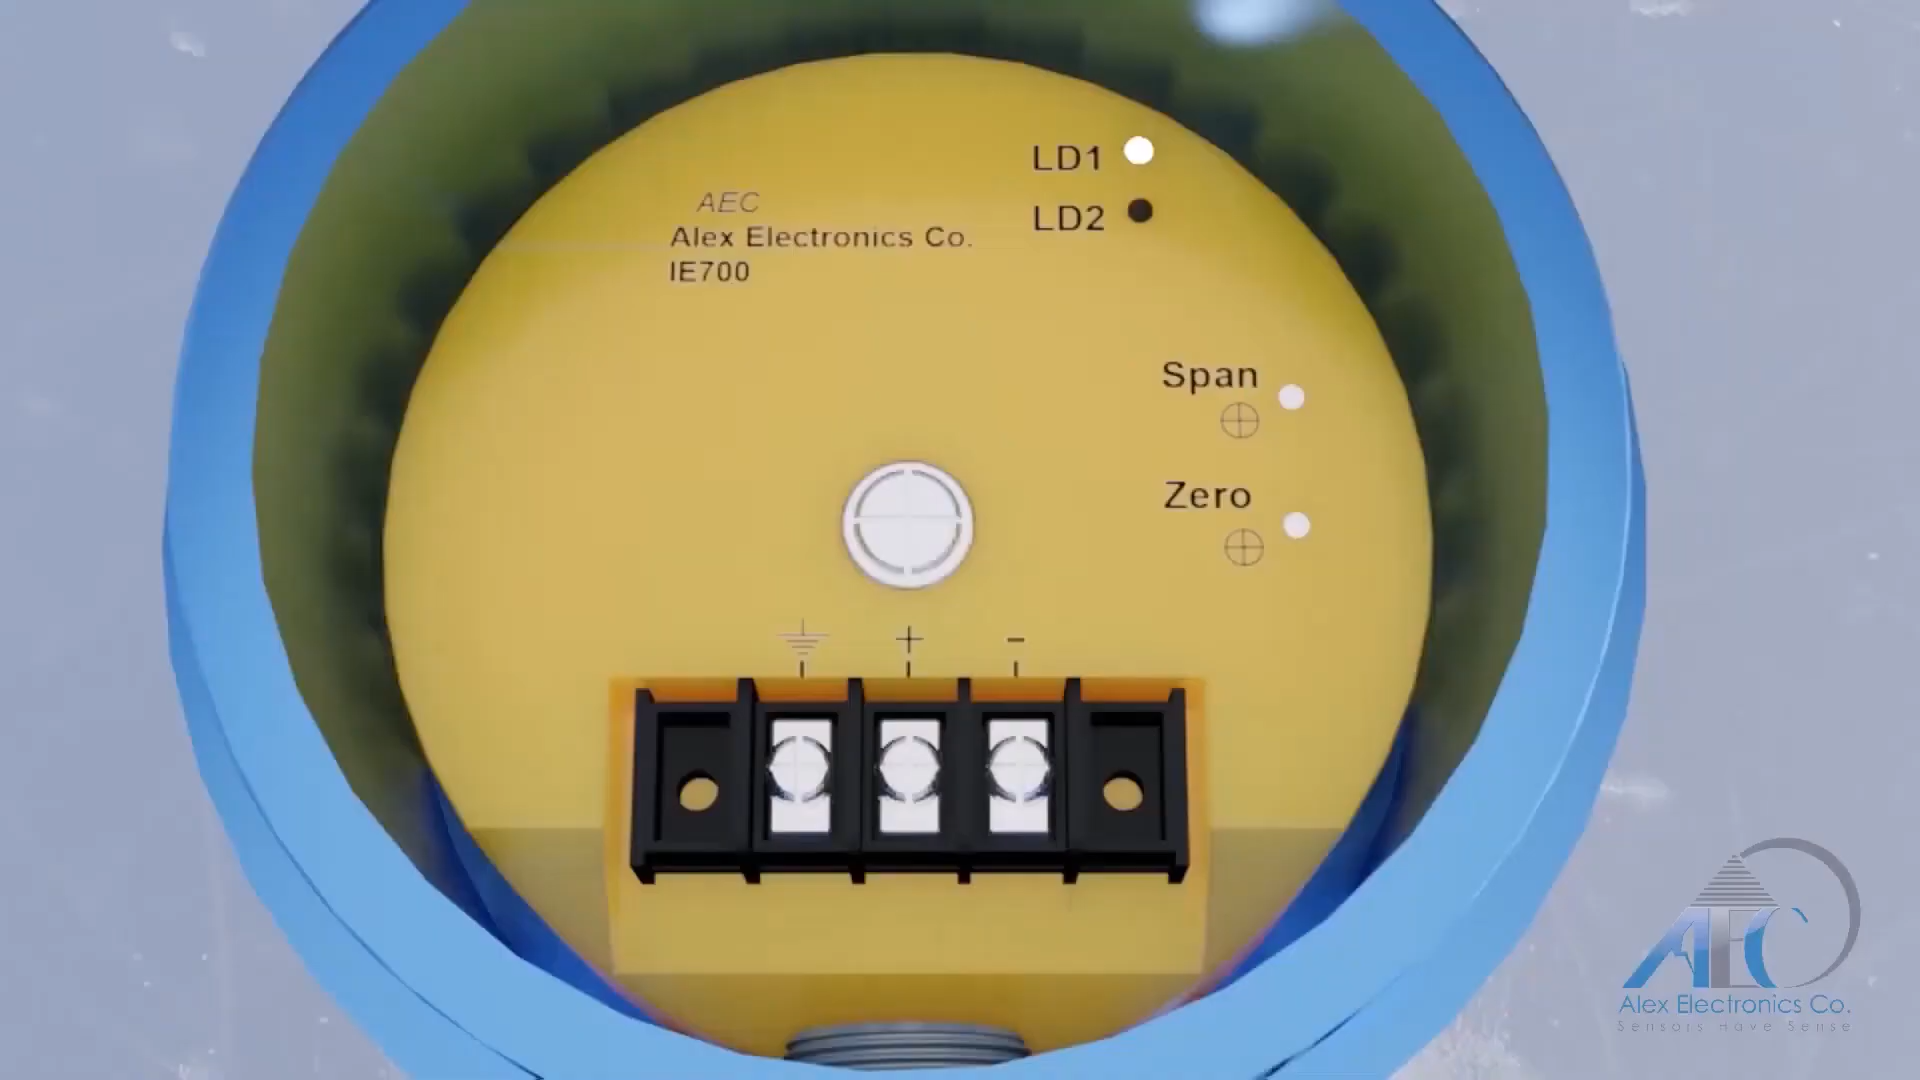 AEC
Alex Electronics Co.
IE700
LD1
LD2
Span
Zero
+
-
AEC
Alex Electronics Co.
Sensors Have Sense